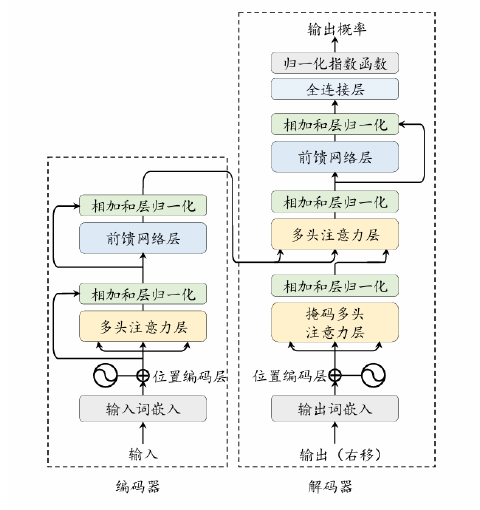 输出概率
归一化指数函数
全连接层
相加和层归一化
前馈网络层
相加和层归一化
多头注意力层
相加和层归一化
掩码多头
注意力层
位置编码层
输出词嵌入
输出（右移）
解码器
相加和层归一化
前馈网络层
相加和层归一化
多头注意力层
位置编码层
输入词嵌入
输入
编码器